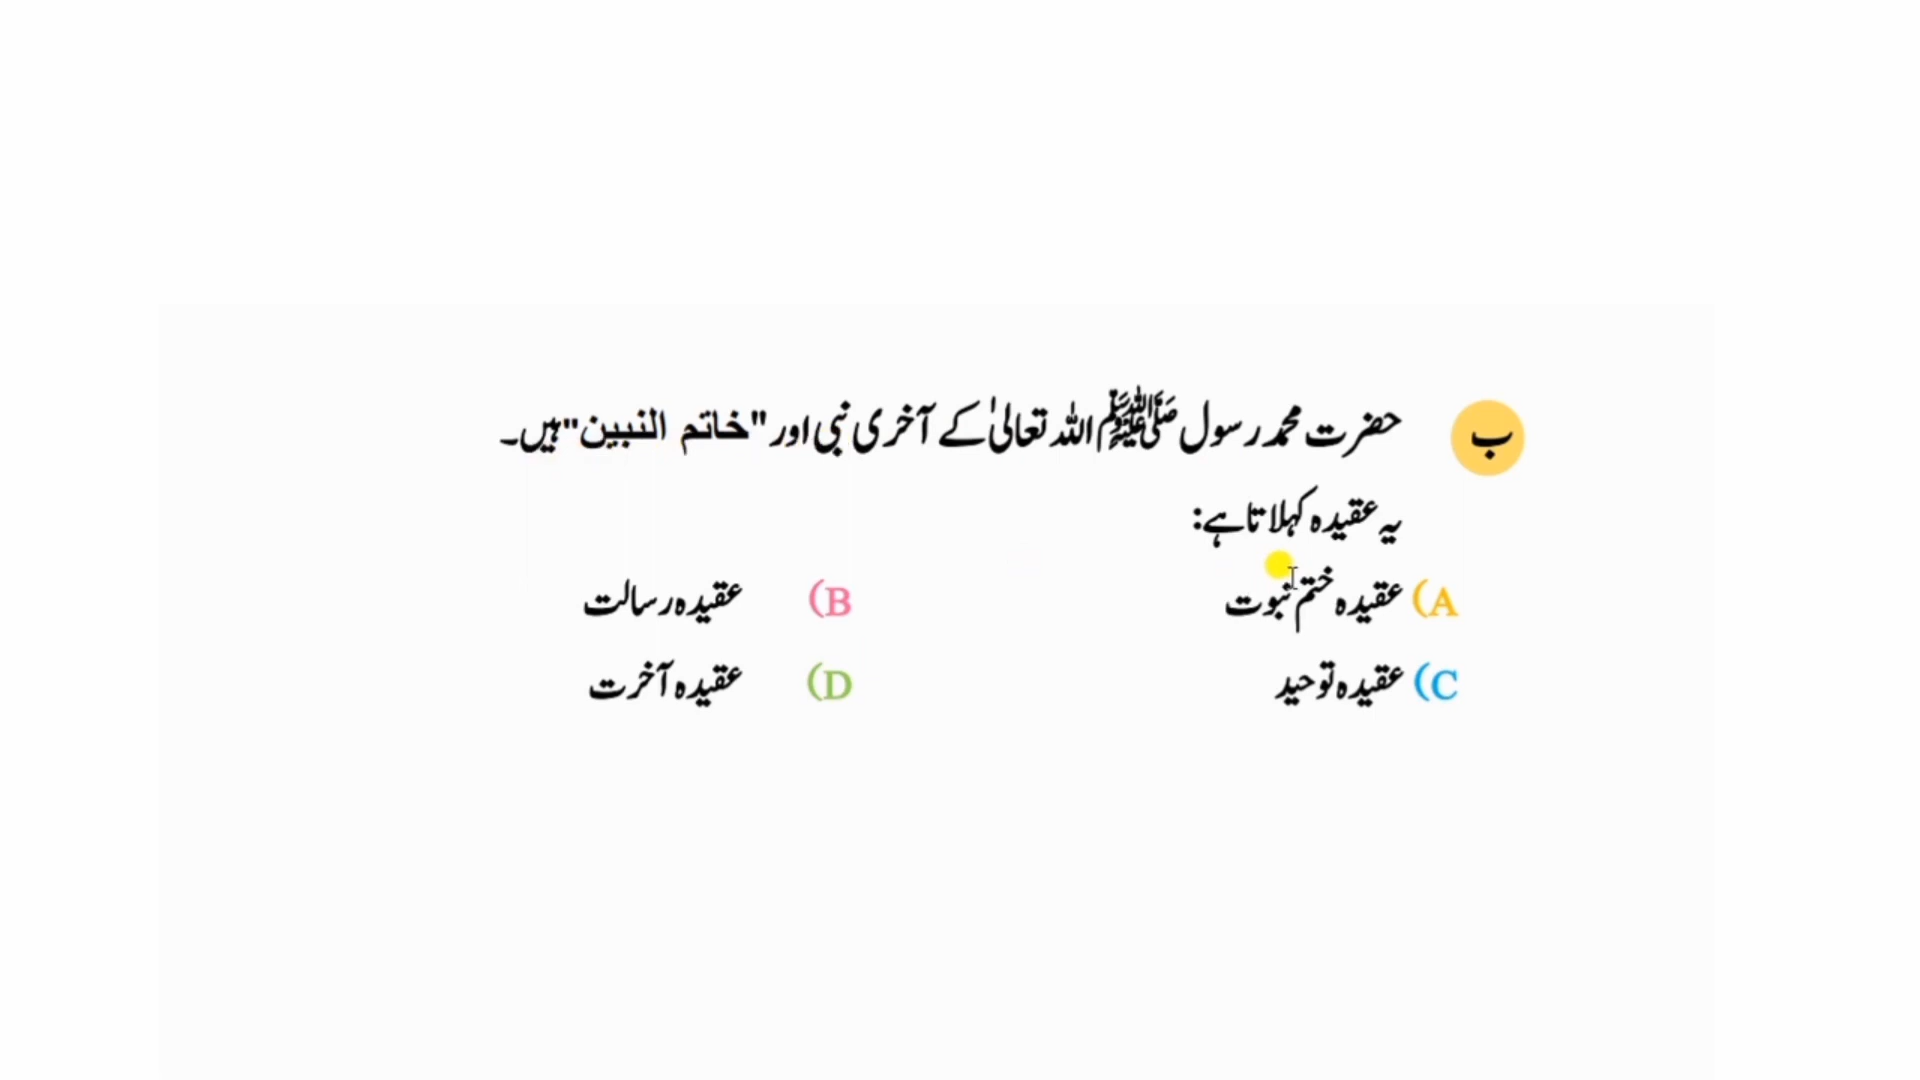 ب حضرت محمد رسول ﷺ اللہ تعالیٰ کے آخری نبی اور "خاتم النبین" ہیں۔
یہ عقیدہ کہلاتا ہے:
A) عقیدہ ختم نبوت B) عقیدہ رسالت
C) عقیدہ توحید D) عقیدہ آخرت